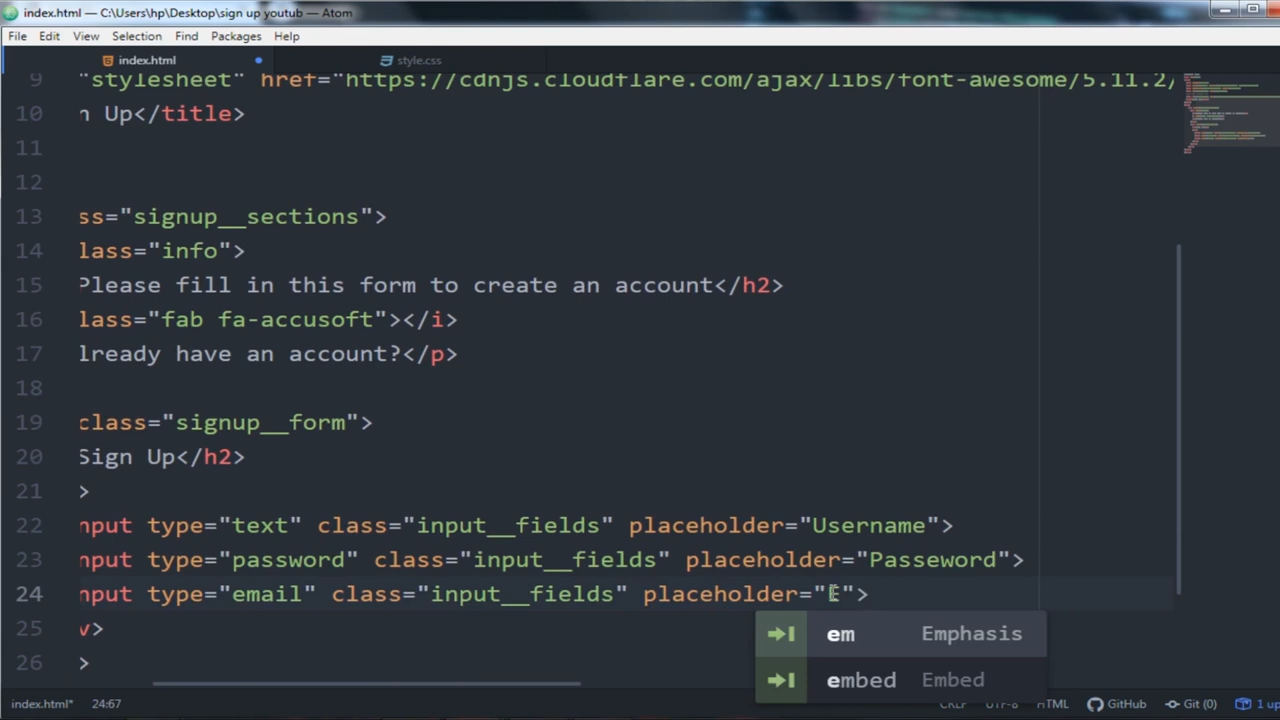 index.html — C:\Users\hp\Desktop\sign up youtub — Atom
File Edit View Selection Find Packages Help
index.html style.css
9 "stylesheet" href="https://cdnjs.cloudflare.com/ajax/libs/font-awesome/5.11.2/
10 n Up</title>
11
12
13 ss="signup__sections">
14 lass="info">
15 Please fill in this form to create an account</h2>
16 lass="fab fa-accusoft"></i>
17 lready have an account?</p>
18
19 class="signup__form">
20 Sign Up</h2>
21 >
22 nput type="text" class="input__fields" placeholder="Username">
23 nput type="password" class="input__fields" placeholder="Passeword">
24 nput type="email" class="input__fields" placeholder="E">
em Emphasis
25 v>
26 >
embed Embed
index.html* 24:67 CRLF UTF-8 HTML GitHub Git (0) 1 up